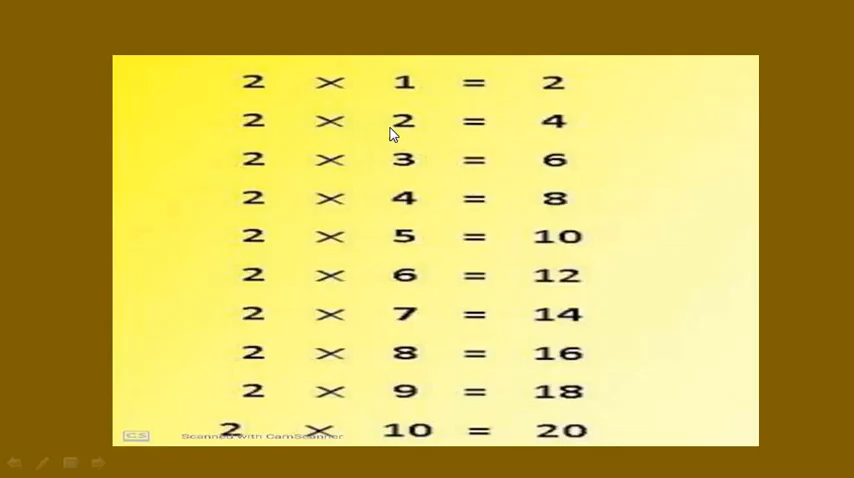 2 × 1 = 2
2 × 2 = 4
2 × 3 = 6
2 × 4 = 8
2 × 5 = 10
2 × 6 = 12
2 × 7 = 14
2 × 8 = 16
2 × 9 = 18
2 × 10 = 20
CS Scanned with CamScanner